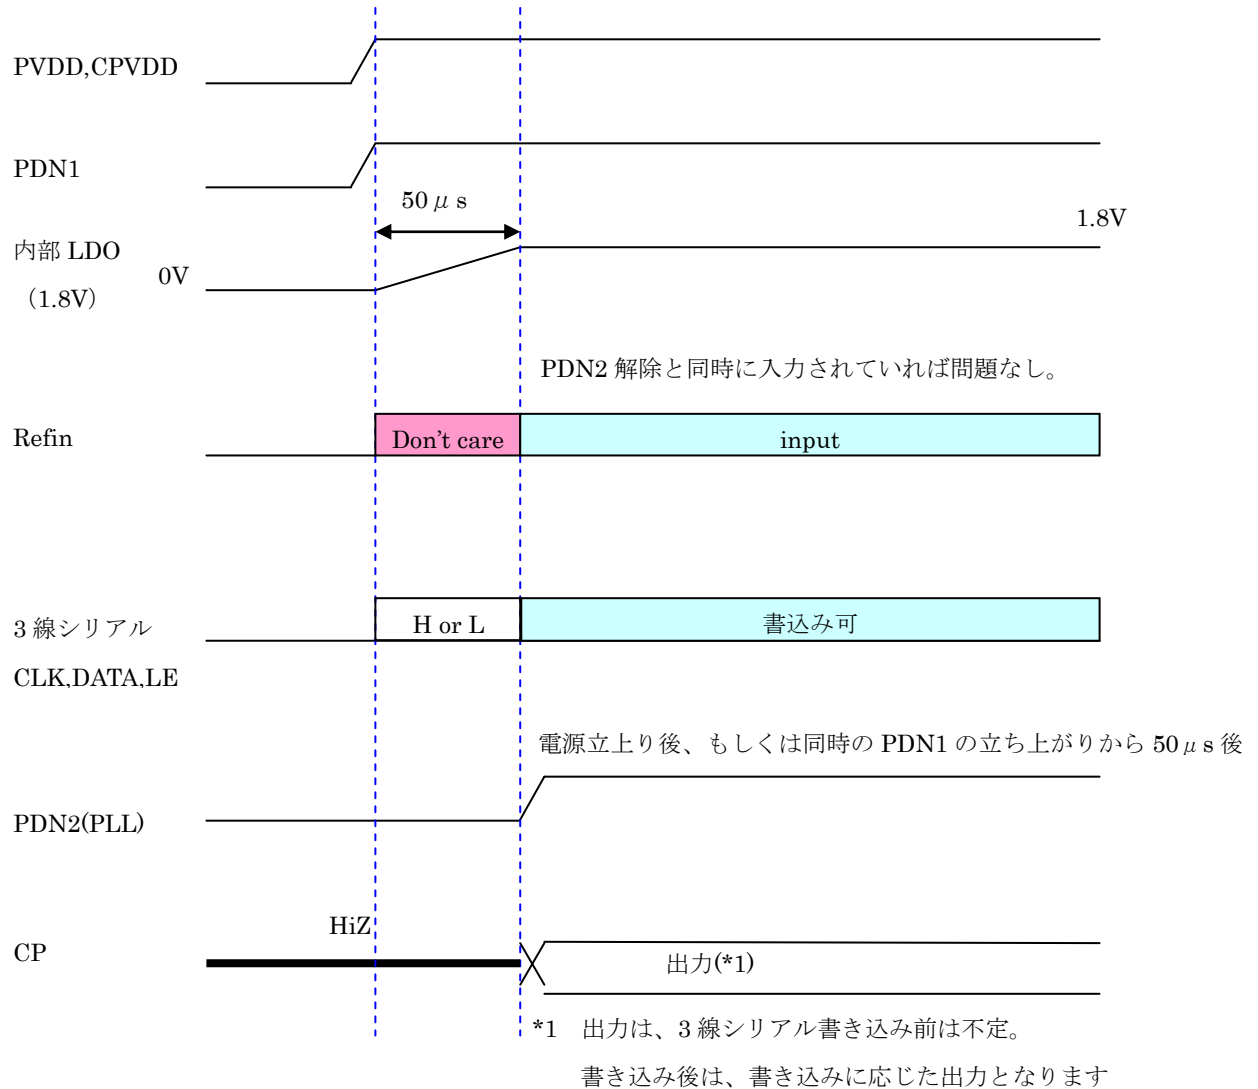 PVDD,CPVDD
PDN1
50μs
1.8V
内部 LDO
0V
（1.8V）
PDN2 解除と同時に入力されていれば問題なし。
Refin
Don't care
input
3 線シリアル
H or L
書込み可
CLK,DATA,LE
電源立上り後、もしくは同時の PDN1 の立ち上がりから 50μs 後
PDN2(PLL)
HiZ
CP
出力(*1)
*1 出力は、3 線シリアル書き込み前は不定。
書き込み後は、書き込みに応じた出力となります